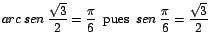 arc sen √3/2 = π/6 pues sen π/6 = √3/2